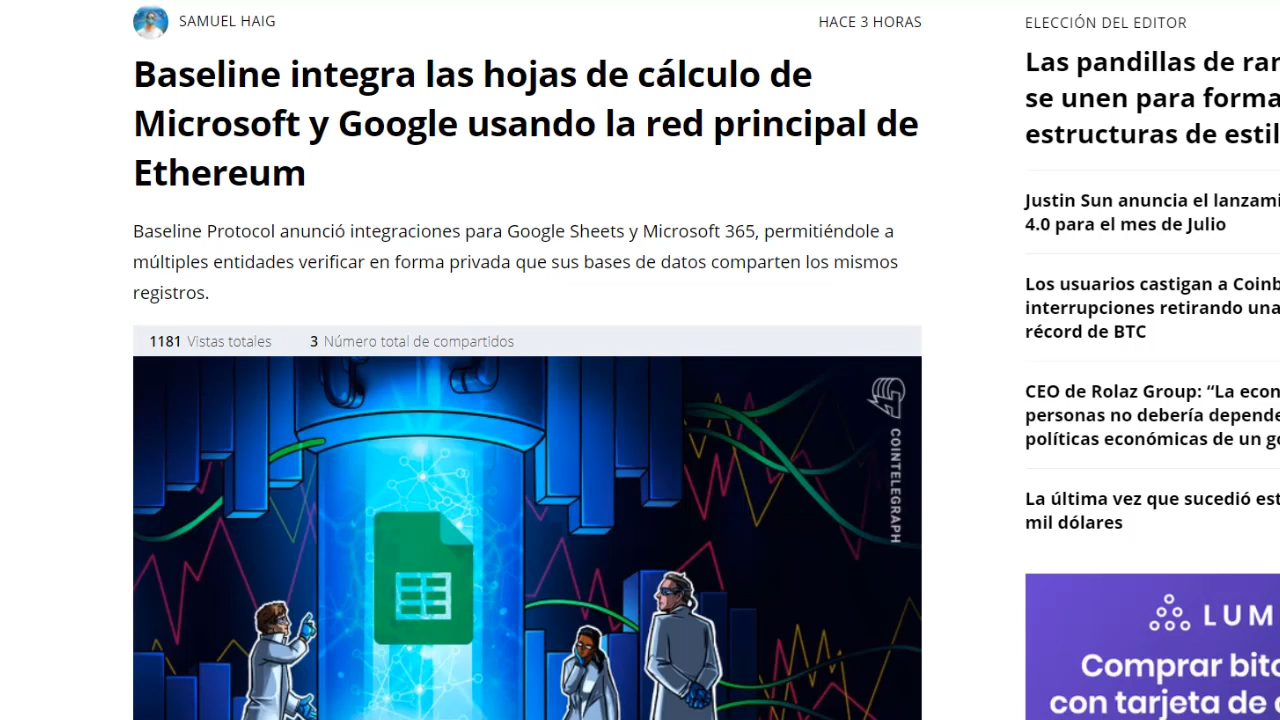 SAMUEL HAIG
HACE 3 HORAS
Baseline integra las hojas de cálculo de
Microsoft y Google usando la red principal de
Ethereum
Baseline Protocol anunció integraciones para Google Sheets y Microsoft 365, permitiéndole a
múltiples entidades verificar en forma privada que sus bases de datos comparten los mismos
registros.
1181 Vistas totales
3 Número total de compartidos
COINTELEGRAPH
ELECCIÓN DEL EDITOR
Las pandillas de
se unen para
estructuras de
Justin Sun anuncia el
4.0 para el mes de Julio
Los usuarios castigan a
interrupciones retirando una
récord de BTC
CEO de Rolaz Group: “La
personas no debería
políticas económicas de un
La última vez que sucedió
mil dólares
Comprar
con tarjeta de